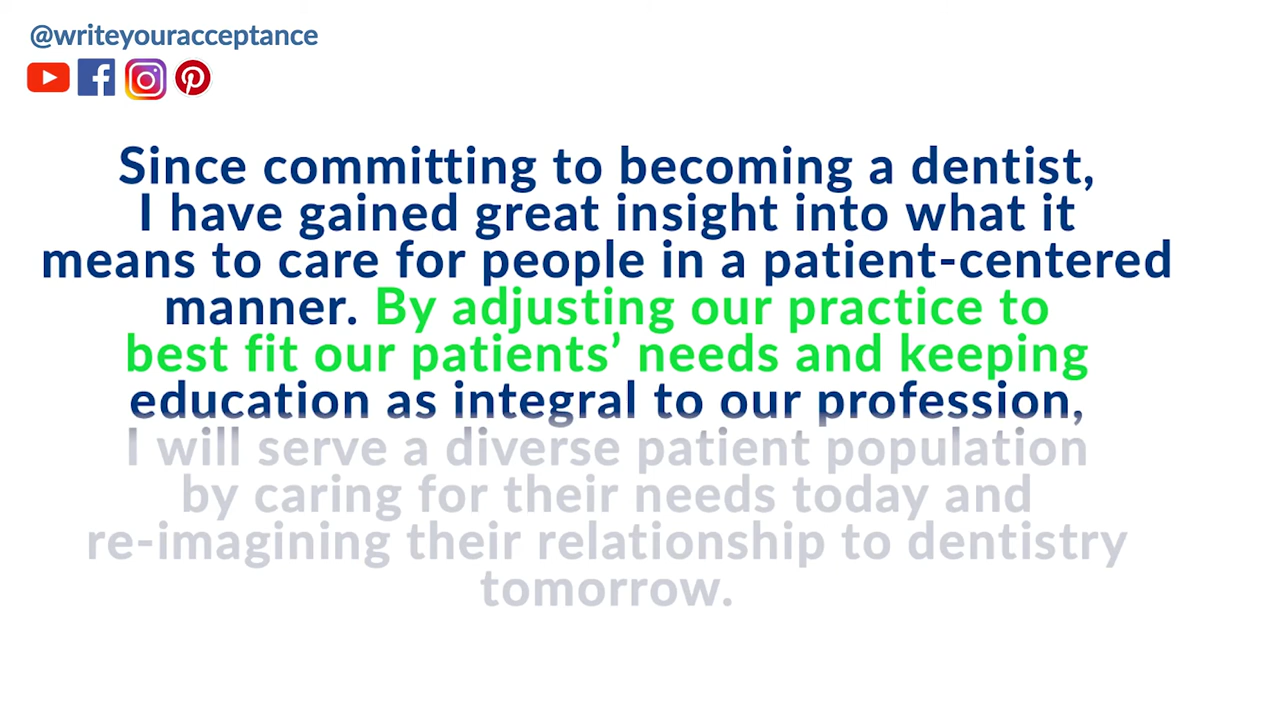 @writeyouracceptance
Since committing to becoming a dentist,
I have gained great insight into what it
means to care for people in a patient-centered
manner. By adjusting our practice to
best fit our patients’ needs and keeping
education as integral to our profession,
I will serve a diverse patient population
by caring for their needs today and
re-imagining their relationship to dentistry
tomorrow.